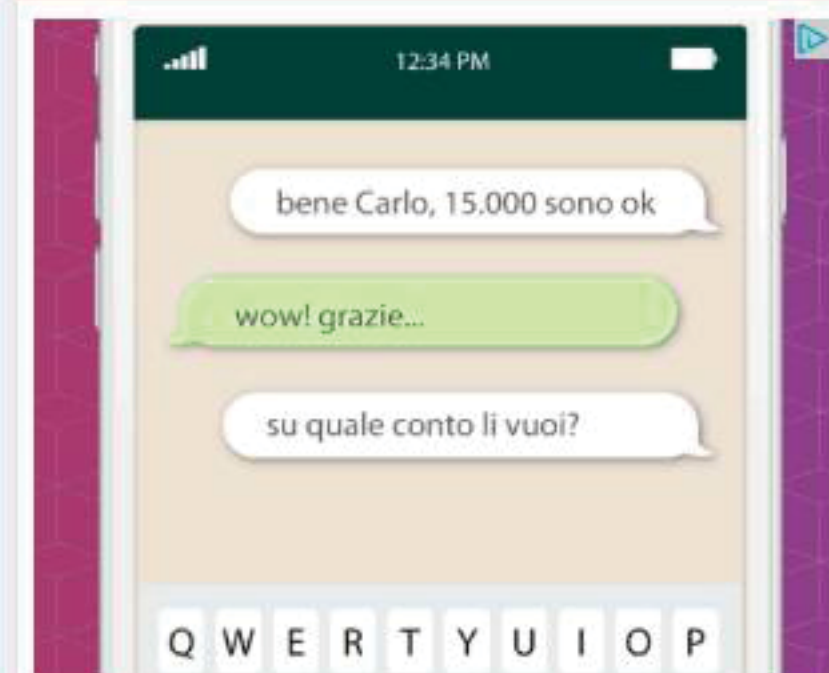 12:34 PM
bene Carlo, 15.000 sono ok
wow! grazie...
su quale conto li vuoi?
Q W E R T Y U I O P